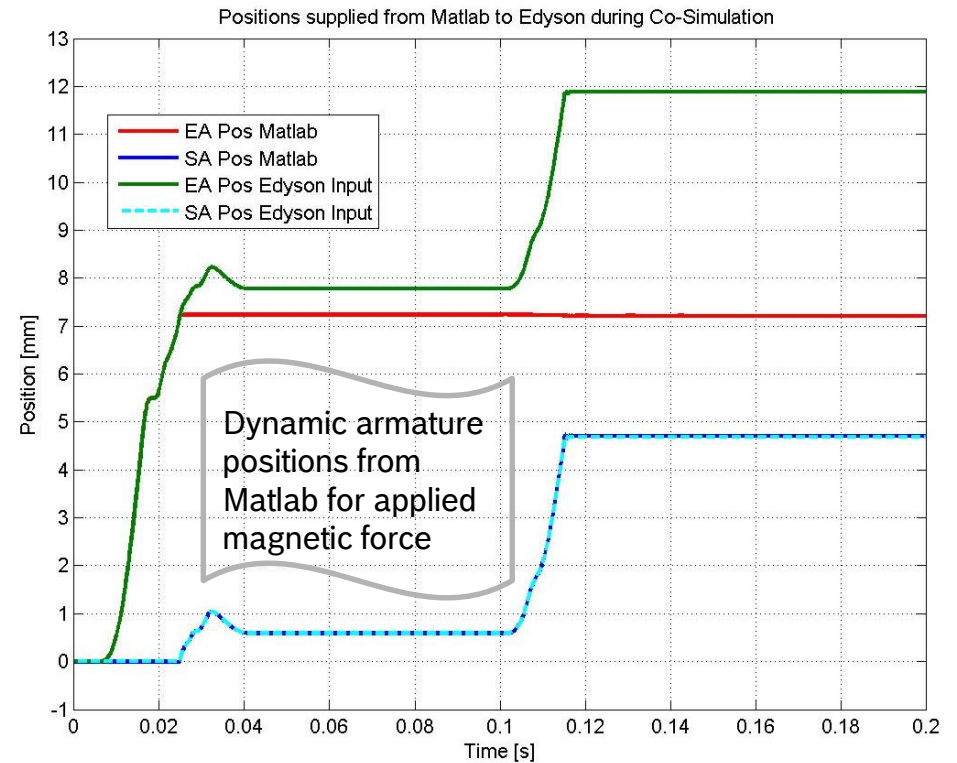 Positions supplied from Matlab to Edyson during Co-Simulation
13
12
11
10
9
8
7
6
5
4
3
2
1
0
-1
Position [mm]
EA Pos Matlab
SA Pos Matlab
EA Pos Edyson Input
SA Pos Edyson Input
Dynamic armature
positions from
Matlab for applied
magnetic force
0 0.02 0.04 0.06 0.08 0.1 0.12 0.14 0.16 0.18 0.2
Time [s]